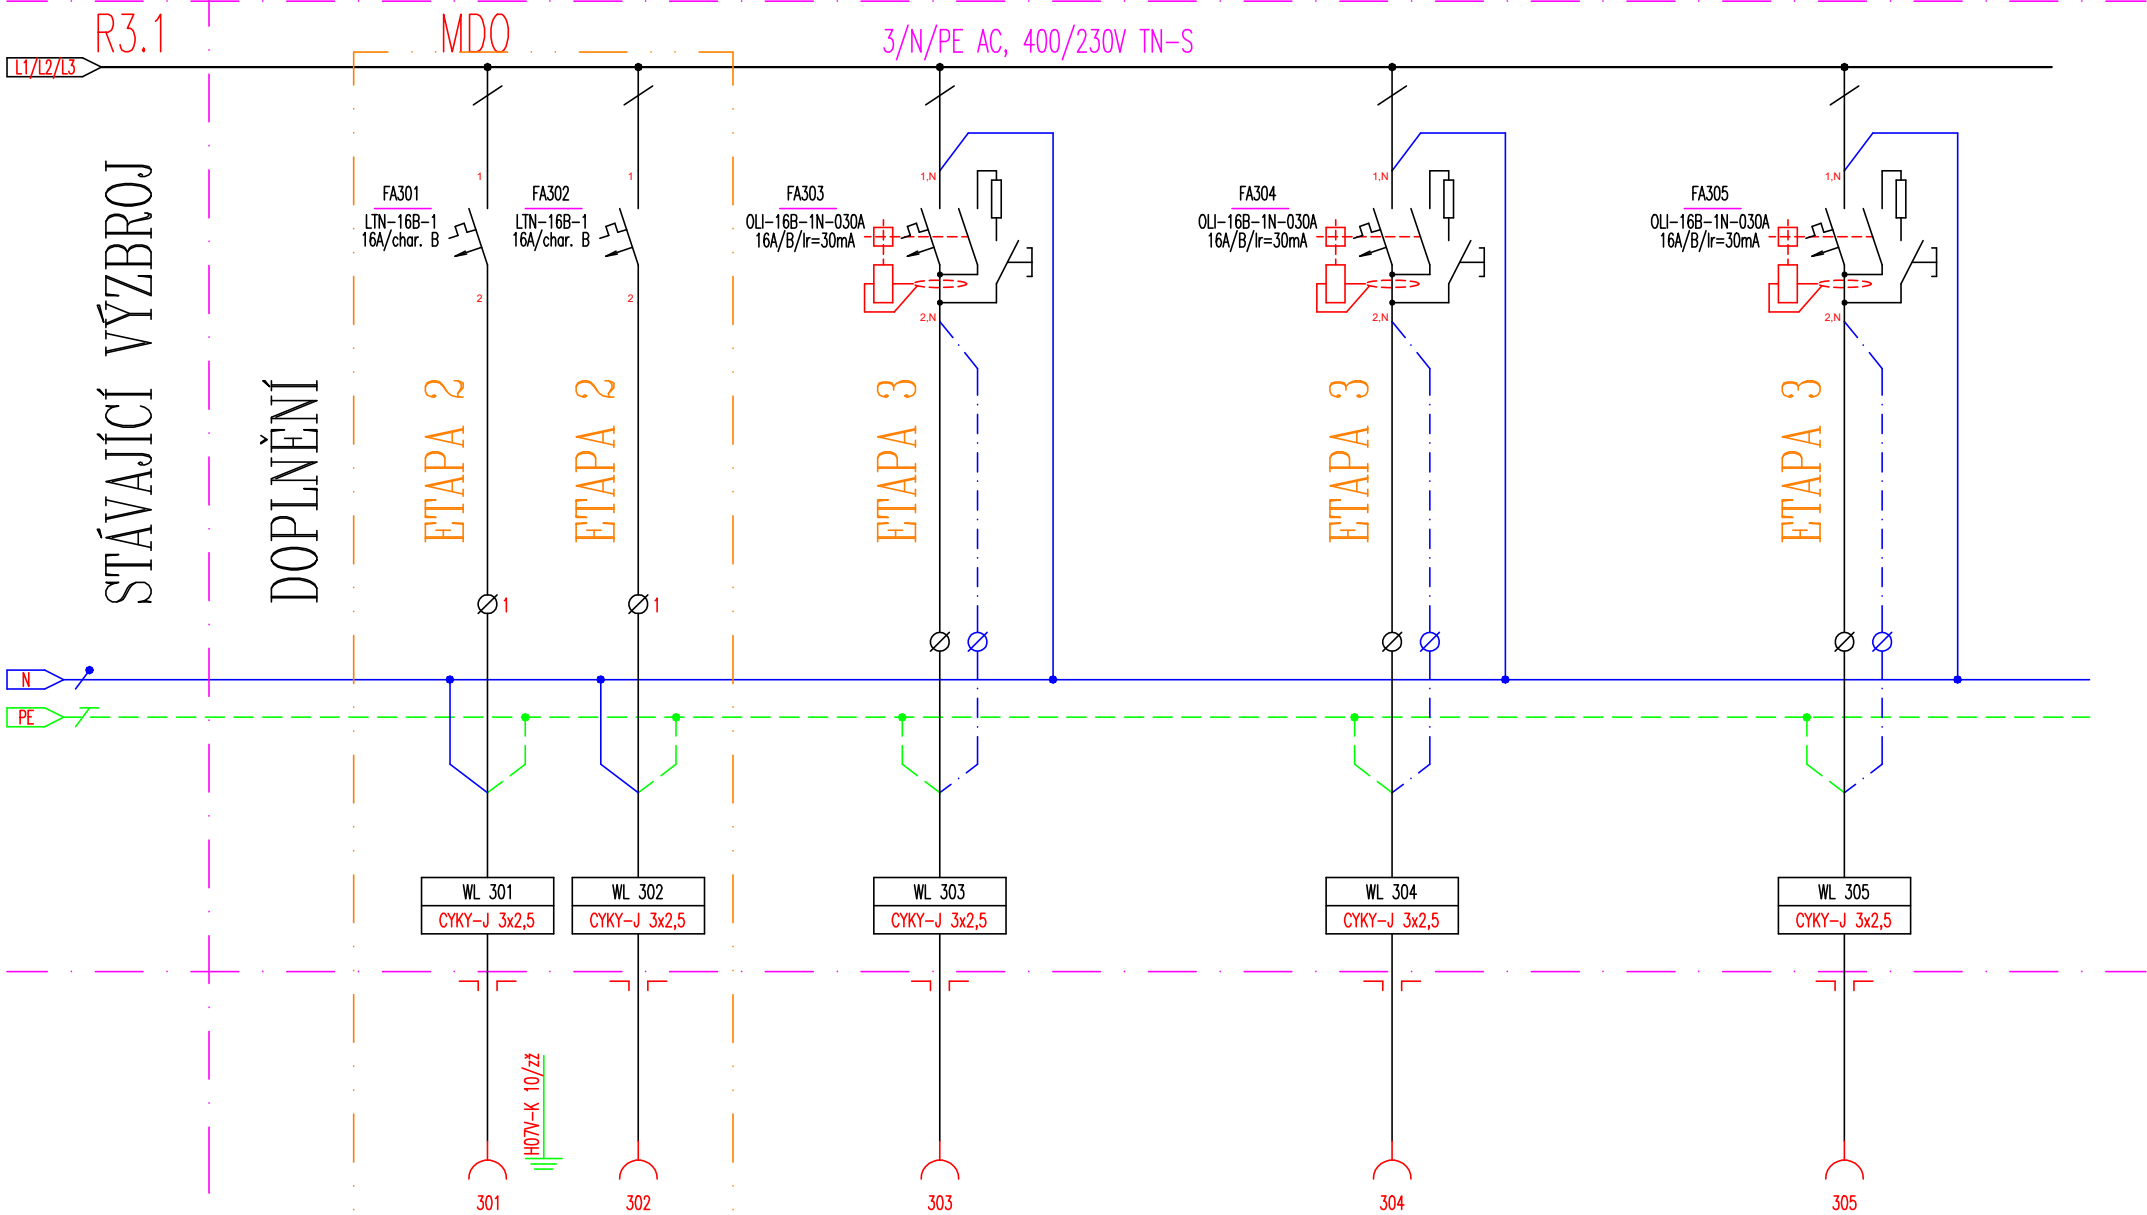 R3.1
MDO
3/N/PE AC, 400/230V TN-S
L1/L2/L3
STÁVAJÍCÍ VÝZBROJ
DOPLNĚNÍ
1
FA301
LTN-16B-1
16A/char. B
2
ETAPA 2
1
1
FA302
LTN-16B-1
16A/char. B
2
ETAPA 2
1
1,N
FA303
OLI-16B-1N-030A
16A/B/Ir=30mA
2,N
ETAPA 3
1,N
FA304
OLI-16B-1N-030A
16A/B/Ir=30mA
2,N
ETAPA 3
1,N
FA305
OLI-16B-1N-030A
16A/B/Ir=30mA
2,N
ETAPA 3
N
PE
WL 301
CYKY-J 3x2,5
WL 302
CYKY-J 3x2,5
WL 303
CYKY-J 3x2,5
WL 304
CYKY-J 3x2,5
WL 305
CYKY-J 3x2,5
H07V-K 10/zž
301
302
303
304
305